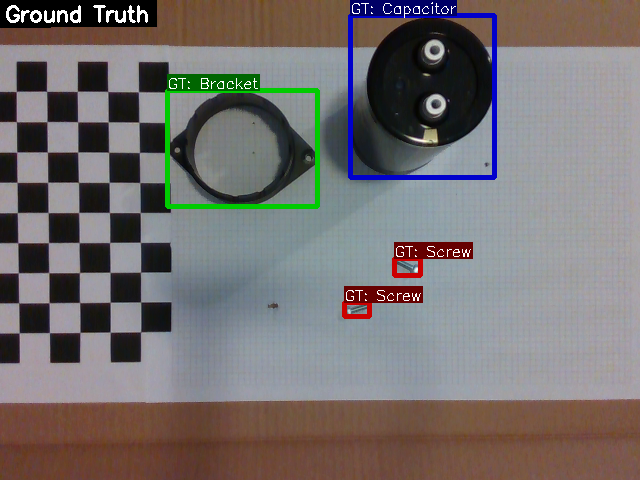 Ground Truth
GT: Capacitor
GT: Bracket
GT: Screw
GT: Screw